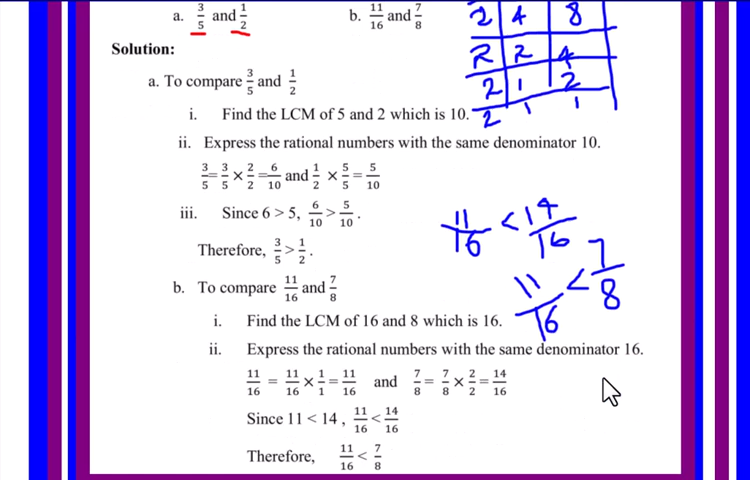 a. 3/5 and 1/2 b. 11/16 and 7/8
2 4 8
Solution:
2 2 4
a. To compare 3/5 and 1/2
2 1 2
i. Find the LCM of 5 and 2 which is 10.
2 1 1
ii. Express the rational numbers with the same denominator 10.
3/5 = 3/5 × 2/2 = 6/10 and 1/2 × 5/5 = 5/10
iii. Since 6 > 5, 6/10 > 5/10.
11/16 < 14/16
Therefore, 3/5 > 1/2.
11/16 < 7/8
b. To compare 11/16 and 7/8
i. Find the LCM of 16 and 8 which is 16.
ii. Express the rational numbers with the same denominator 16.
11/16 = 11/16 × 1/1 = 11/16 and 7/8 = 7/8 × 2/2 = 14/16
Since 11 < 14 , 11/16 < 14/16
Therefore, 11/16 < 7/8